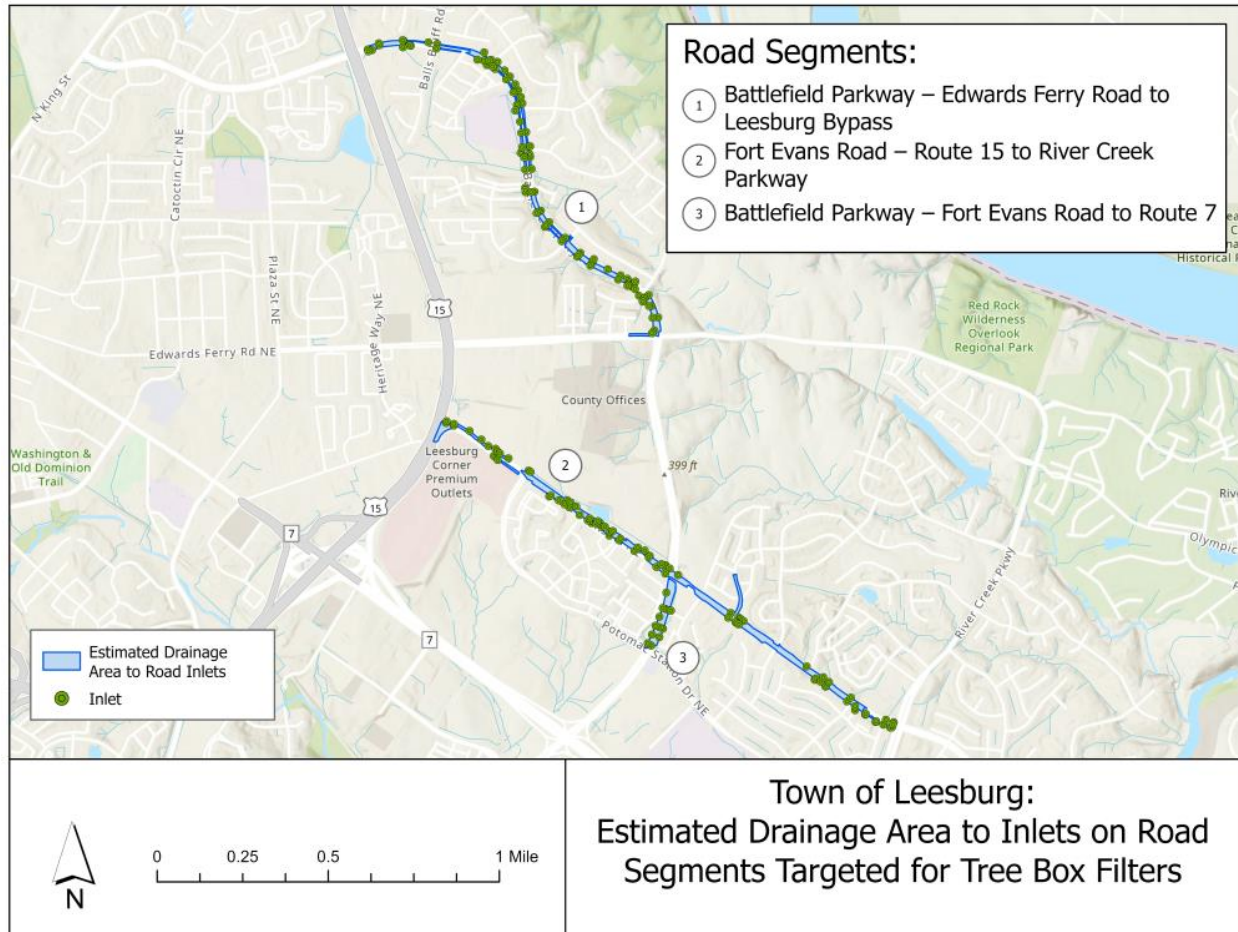 N King St
Balls Bluff Rd
Catoctin Cir NE
Plaza St NE
Heritage Way NE
15
Edwards Ferry Rd NE
1
Road Segments:
1 Battlefield Parkway – Edwards Ferry Road to
Leesburg Bypass
2 Fort Evans Road – Route 15 to River Creek
Parkway
3 Battlefield Parkway – Fort Evans Road to Route 7
Historical
Red Rock
Wilderness
Overlook
Regional Park
County Offices
399 ft
Washington &
Old Dominion
Trail
Leesburg
Corner
Premium
Outlets
2
15
7
7
River Creek Pkwy
Olympic
Potomac Station Dr NE
3
Estimated Drainage
Area to Road Inlets
Inlet
N
0 0.25 0.5 1 Mile
Town of Leesburg:
Estimated Drainage Area to Inlets on Road
Segments Targeted for Tree Box Filters